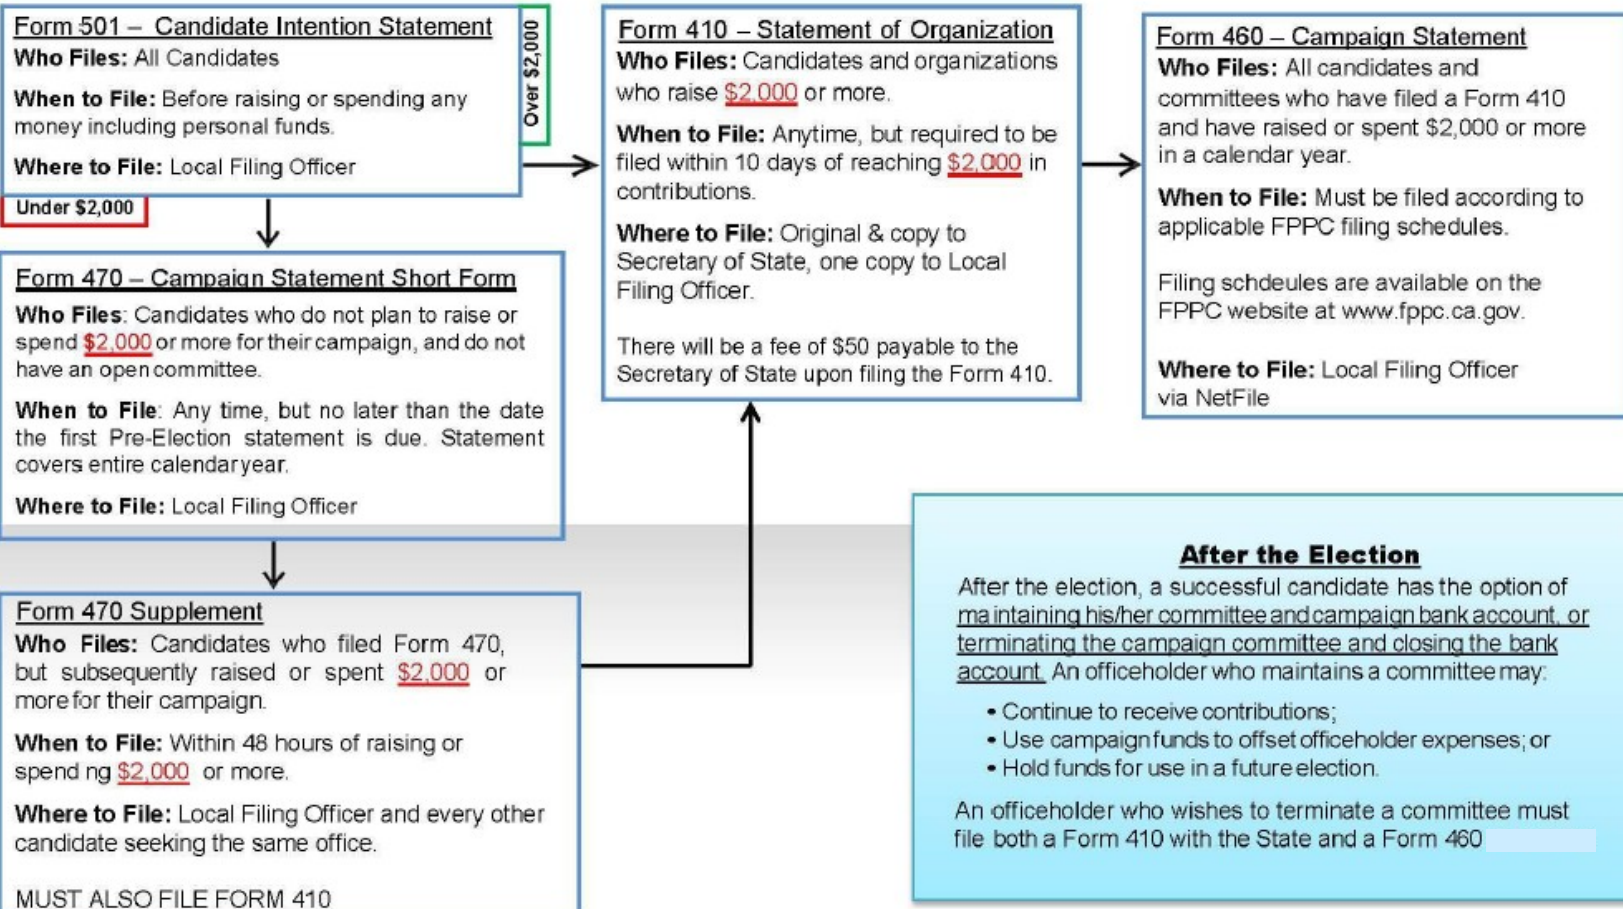 Form 501 – Candidate Intention Statement
Who Files: All Candidates
When to File: Before raising or spending any
money including personal funds.
Where to File: Local Filing Officer
Over $2,000
Under $2,000
Form 470 – Campaign Statement Short Form
Who Files: Candidates who do not plan to raise or
spend $2,000 or more for their campaign, and do not
have an open committee.
When to File: Any time, but no later than the date
the first Pre-Election statement is due. Statement
covers entire calendar year.
Where to File: Local Filing Officer
Form 470 Supplement
Who Files: Candidates who filed Form 470,
but subsequently raised or spent $2,000 or
more for their campaign.
When to File: Within 48 hours of raising or
spend ng $2,000 or more.
Where to File: Local Filing Officer and every other
candidate seeking the same office.
MUST ALSO FILE FORM 410
Form 410 – Statement of Organization
Who Files: Candidates and organizations
who raise $2,000 or more.
When to File: Anytime, but required to be
filed within 10 days of reaching $2,000 in
contributions.
Where to File: Original & copy to
Secretary of State, one copy to Local
Filing Officer.
There will be a fee of $50 payable to the
Secretary of State upon filing the Form 410.
Form 460 – Campaign Statement
Who Files: All candidates and
committees who have filed a Form 410
and have raised or spent $2,000 or more
in a calendar year.
When to File: Must be filed according to
applicable FPPC filing schedules.
Filing schdeules are available on the
FPPC website at www.fppc.ca.gov.
Where to File: Local Filing Officer
via NetFile
After the Election
After the election, a successful candidate has the option of
maintaining his/her committee and campaign bank account, or
terminating the campaign committee and closing the bank
account. An officeholder who maintains a committee may:
• Continue to receive contributions;
• Use campaign funds to offset officeholder expenses; or
• Hold funds for use in a future election.
An officeholder who wishes to terminate a committee must
file both a Form 410 with the State and a Form 460